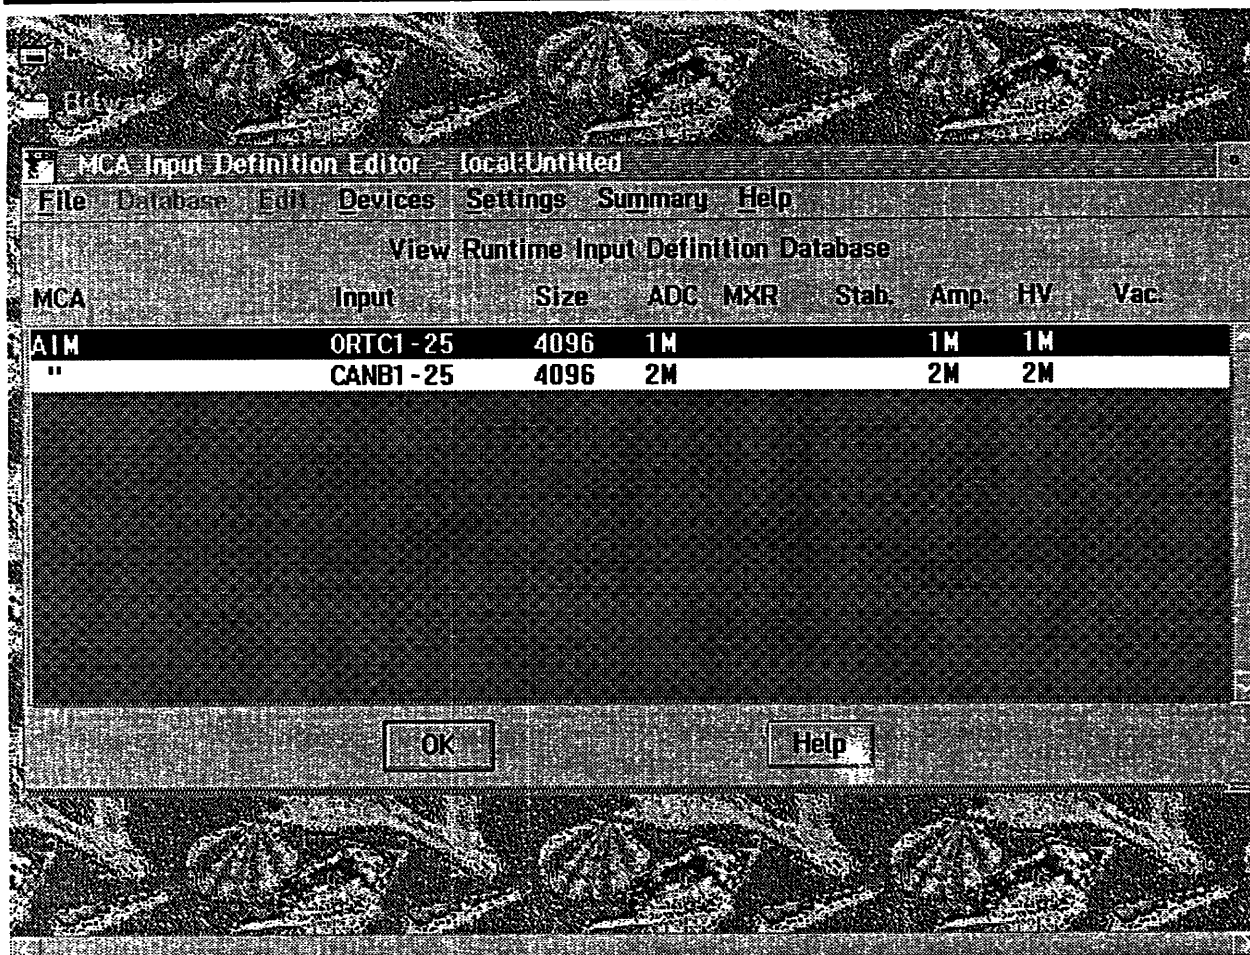 MCA Input Definition Editor - local:Untitled
File Database Edit Devices Settings Summary Help
View Runtime Input Definition Database
MCA Input Size ADC MXR Stab. Amp. HV Vac.
AIM ORTC1-25 4096 1M 1M 1M
" CANB1-25 4096 2M 2M 2M
OK Help